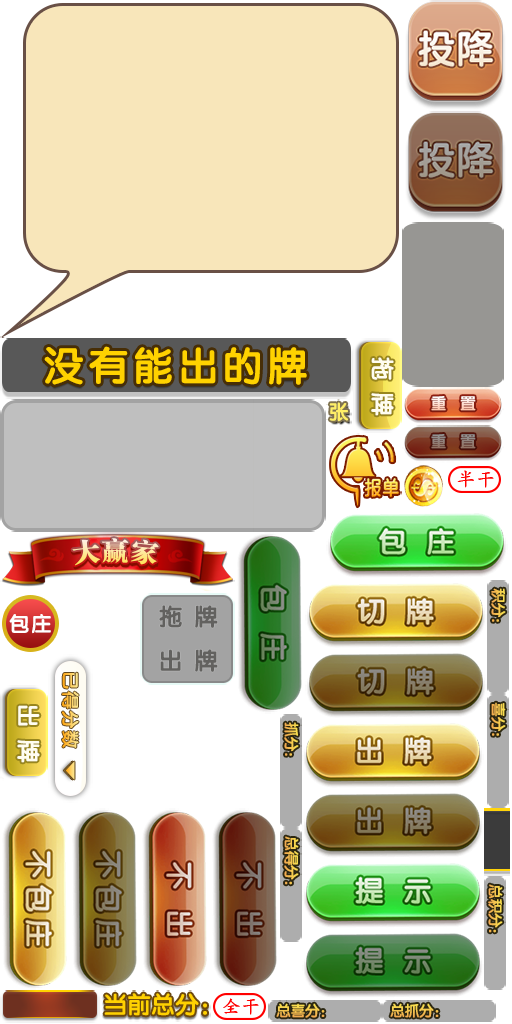 投降
投降
没有能出的牌
拖牌
张
重置
重置
报单
半干
包庄
大赢家
包庄
切牌
积分:
包庄
拖牌
出牌
切牌
已得分数
出牌
喜分:
抓分:
出牌
出牌
不包庄
不包庄
不出
不出
总得分:
提示
总积分:
提示
当前总分:
全干
总喜分:
总抓分: